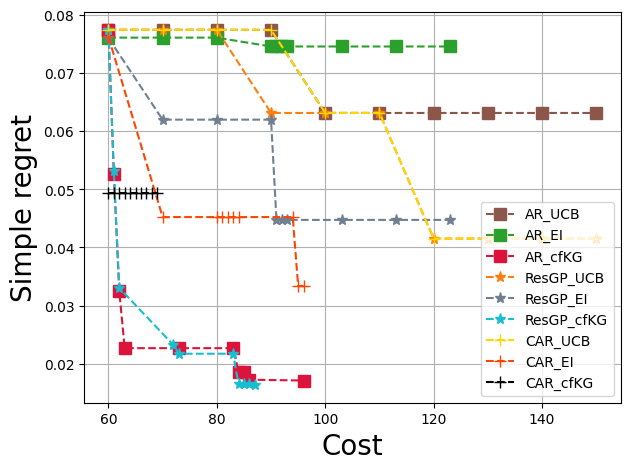 0.08
0.07
0.06
0.05
0.04
0.03
0.02
Simple regret
60
80
100
120
140
Cost
AR_UCB
AR_EI
AR_cfKG
ResGP_UCB
ResGP_EI
ResGP_cfKG
CAR_UCB
CAR_EI
CAR_cfKG